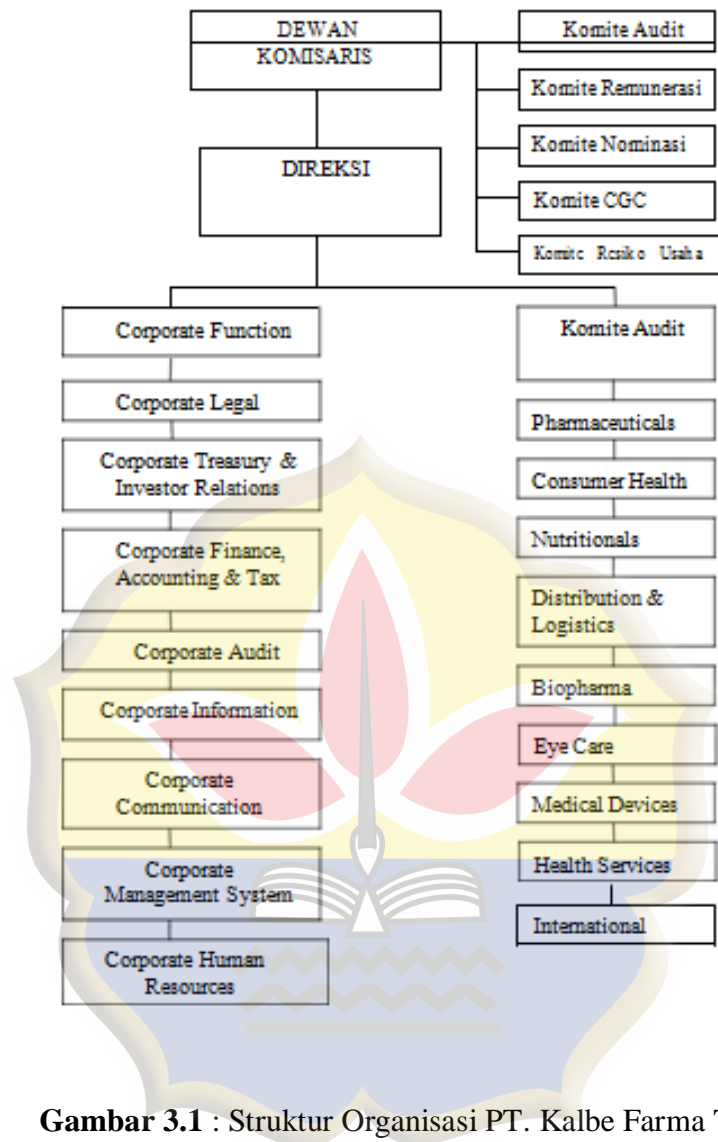 DEWAN
KOMISARIS
Komite Audit
Komite Remunerasi
Komite Nominasi
Komite CGC
Komite Resiko Usaha
DIREKSI
Corporate Function
Corporate Legal
Corporate Treasury &
Investor Relations
Corporate Finance,
Accounting & Tax
Corporate Audit
Corporate Information
Corporate
Communication
Corporate
Management System
Corporate Human
Resources
Komite Audit
Pharmaceuticals
Consumer Health
Nutritionals
Distribution &
Logistics
Biopharma
Eye Care
Medical Devices
Health Services
International
Gambar 3.1 : Struktur Organisasi PT. Kalbe Farma